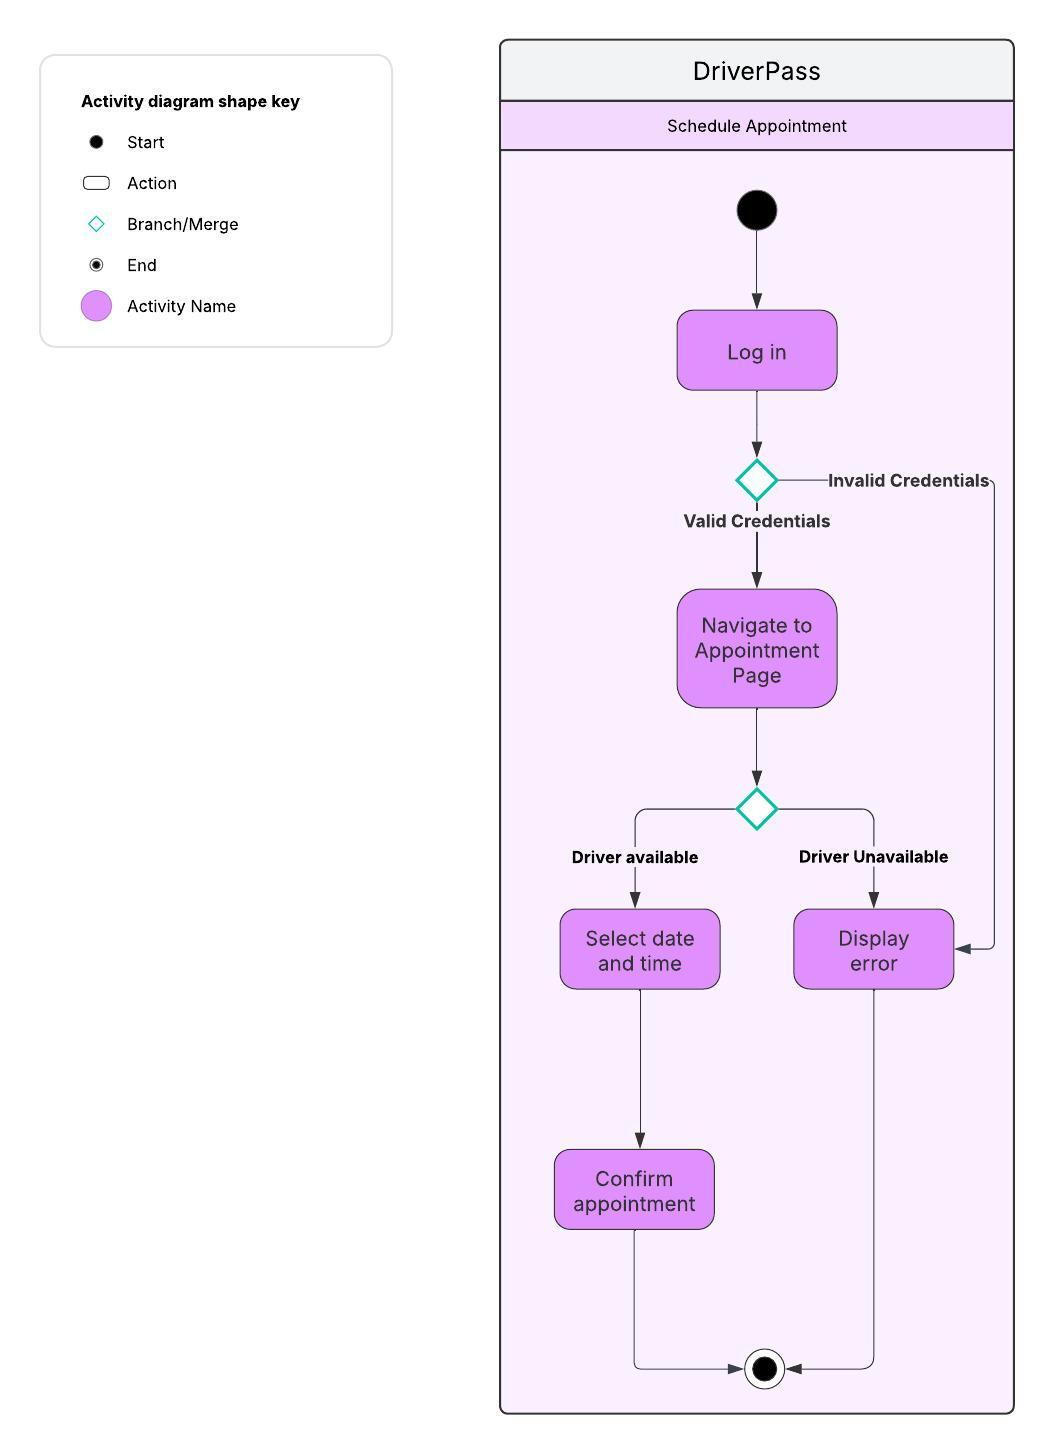 Activity diagram shape key
Start
Action
Branch/Merge
End
Activity Name
DriverPass
Schedule Appointment
Log in
Invalid Credentials
Valid Credentials
Navigate to
Appointment
Page
Driver available
Driver Unavailable
Select date
and time
Display
error
Confirm
appointment